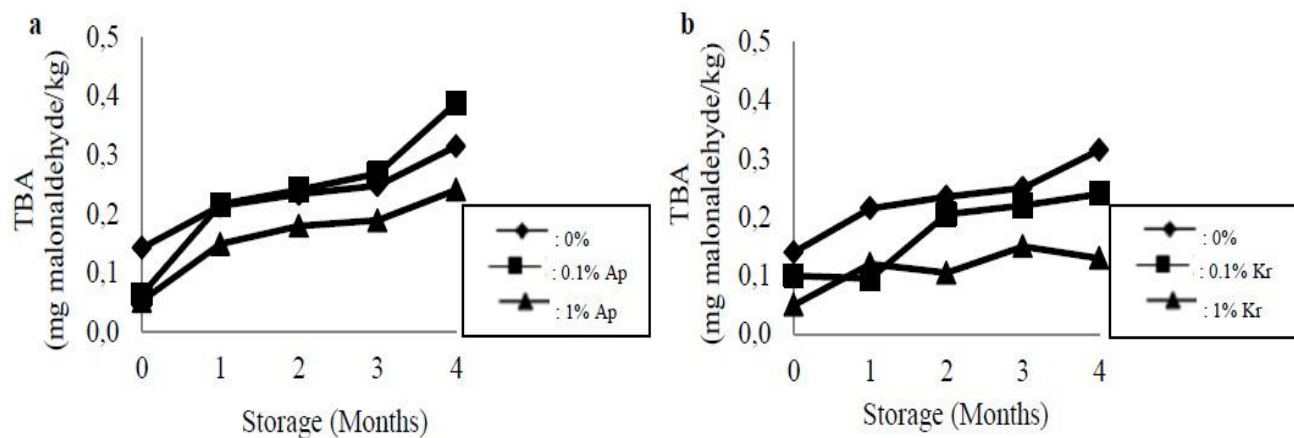 a
TBA
(mg malonaldehyde/kg)
0,5
0,4
0,3
0,2
0,1
0,0
0 1 2 3 4
Storage (Months)
: 0%
: 0.1% Ap
: 1% Ap
b
TBA
(mg malonaldehyde/kg)
0,5
0,4
0,3
0,2
0,1
0,0
0 1 2 3 4
Storage (Months)
: 0%
: 0.1% Kr
: 1% Kr